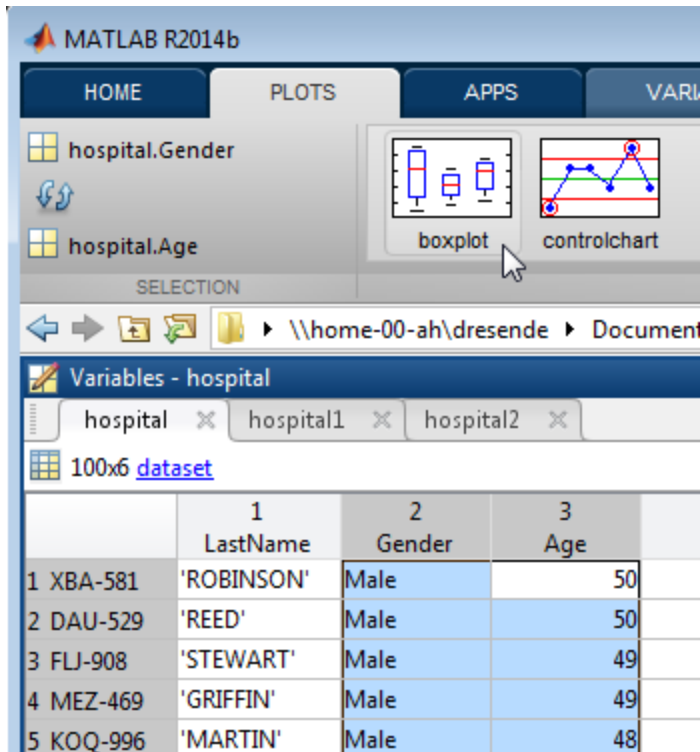 MATLAB R2014b
HOME PLOTS APPS VARI
hospital.Gender
hospital.Age
boxplot controlchart
SELECTION
\\home-00-ah\dresende Document
Variables - hospital
hospital hospital1 hospital2
100x6 dataset
1 2 3
LastName Gender Age
1 XBA-581 'ROBINSON' Male 50
2 DAU-529 'REED' Male 50
3 FLJ-908 'STEWART' Male 49
4 MEZ-469 'GRIFFIN' Male 49
5 KOQ-996 'MARTIN' Male 48